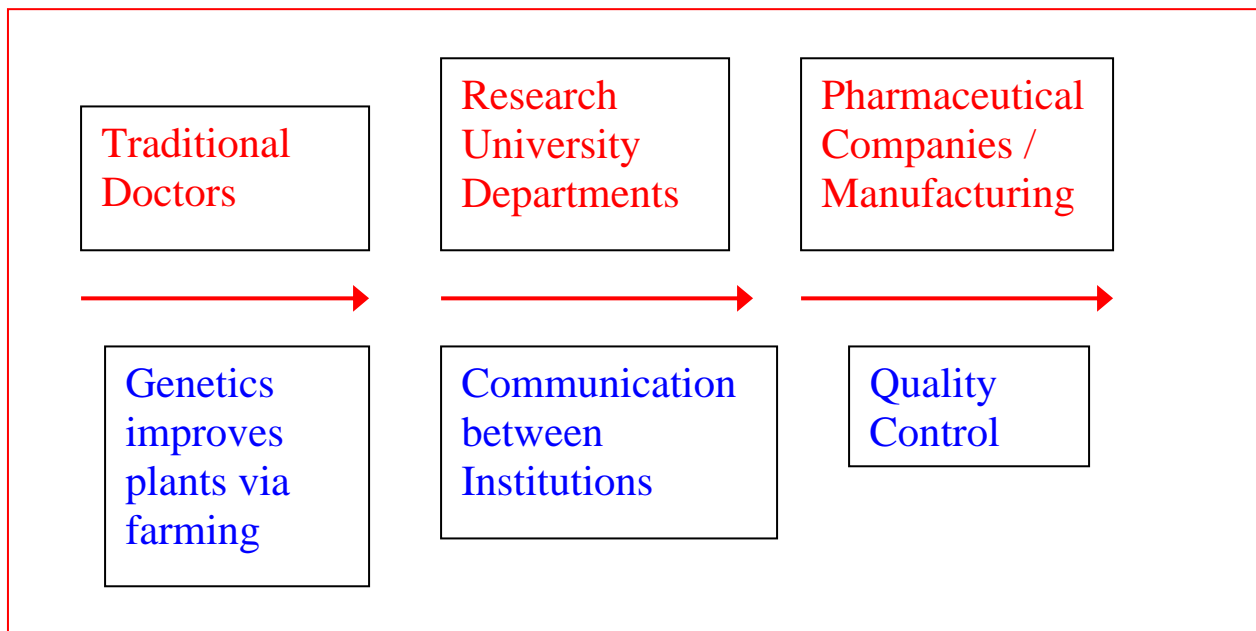 Traditional
Doctors
Research
University
Departments
Pharmaceutical
Companies /
Manufacturing
Genetics
improves
plants via
farming
Communication
between
Institutions
Quality
Control